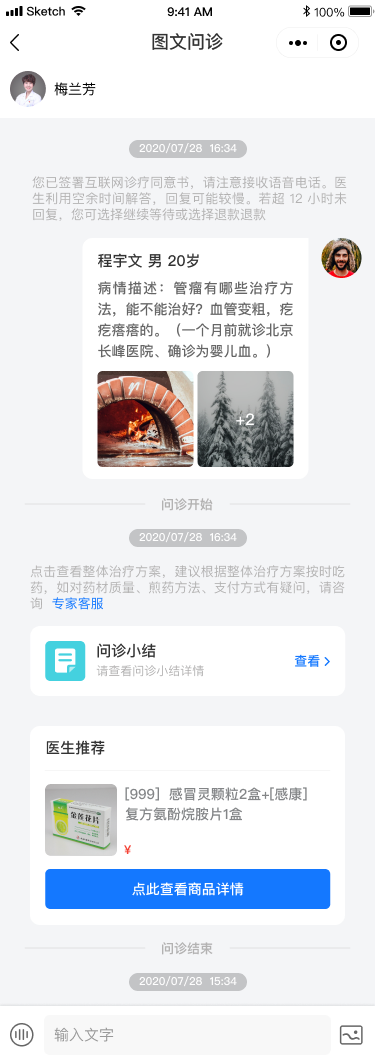 Sketch 9:41 AM 100%
图文问诊
梅兰芳
2020/07/28 16:34
您已签署互联网诊疗同意书，请注意接收语音电话。医
生利用空余时间解答，回复可能较慢。若超 12 小时未
回复，您可选择继续等待或选择退款退款
程宇文 男 20岁
病情描述：管瘤有哪些治疗方
法，能不能治好？血管变粗，疙
疙瘩瘩的。（一个月前就诊北京
长峰医院、确诊为婴儿血。）
+2
问诊开始
2020/07/28 16:34
点击查看整体治疗方案，建议根据整体治疗方案按时吃
药，如对药材质量、煎药方法、支付方式有疑问，请咨
询 专家客服
问诊小结
请查看问诊小结详情
查看
医生推荐
金莲花片
［999］感冒灵颗粒2盒+[感康]
复方氨酚烷胺片1盒
¥
点此查看商品详情
问诊结束
2020/07/28 15:34
输入文字